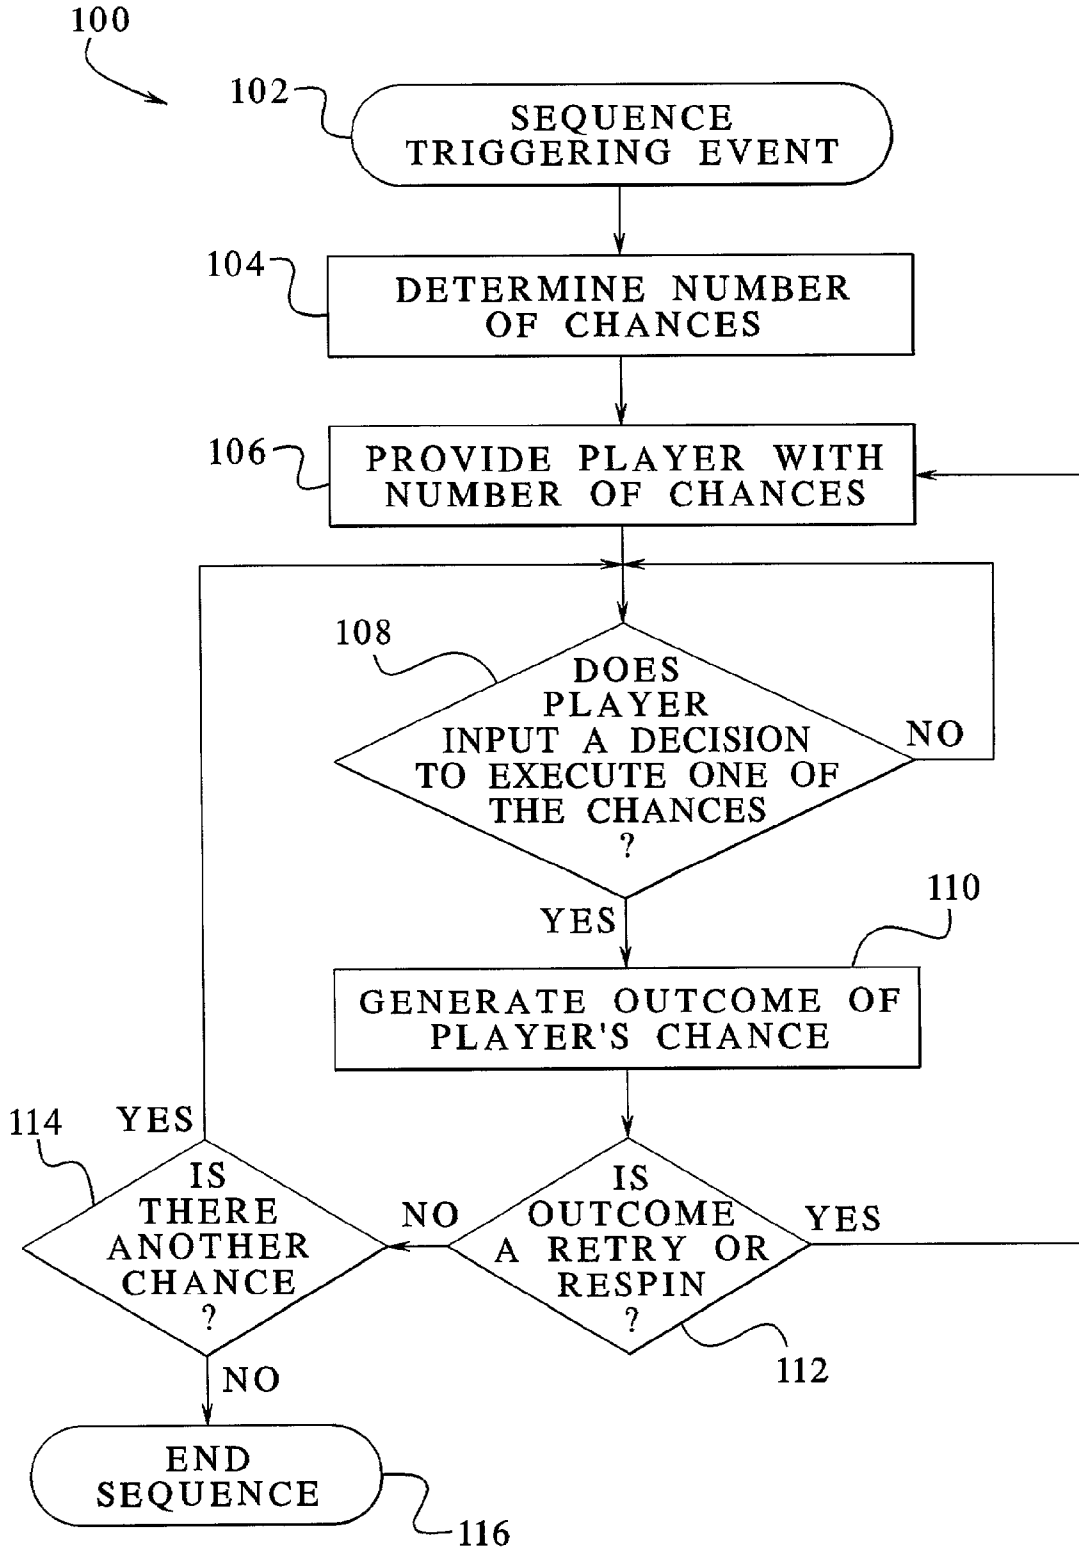 100
102
SEQUENCE
TRIGGERING EVENT
104
DETERMINE NUMBER
OF CHANCES
106
PROVIDE PLAYER WITH
NUMBER OF CHANCES
108
DOES
PLAYER
INPUT A DECISION
TO EXECUTE ONE OF
THE CHANCES
?
NO
YES
110
GENERATE OUTCOME OF
PLAYER'S CHANCE
114
YES
IS
THERE
ANOTHER
CHANCE
?
NO
IS
OUTCOME
A RETRY OR
RESPIN
?
YES
112
NO
END
SEQUENCE
116